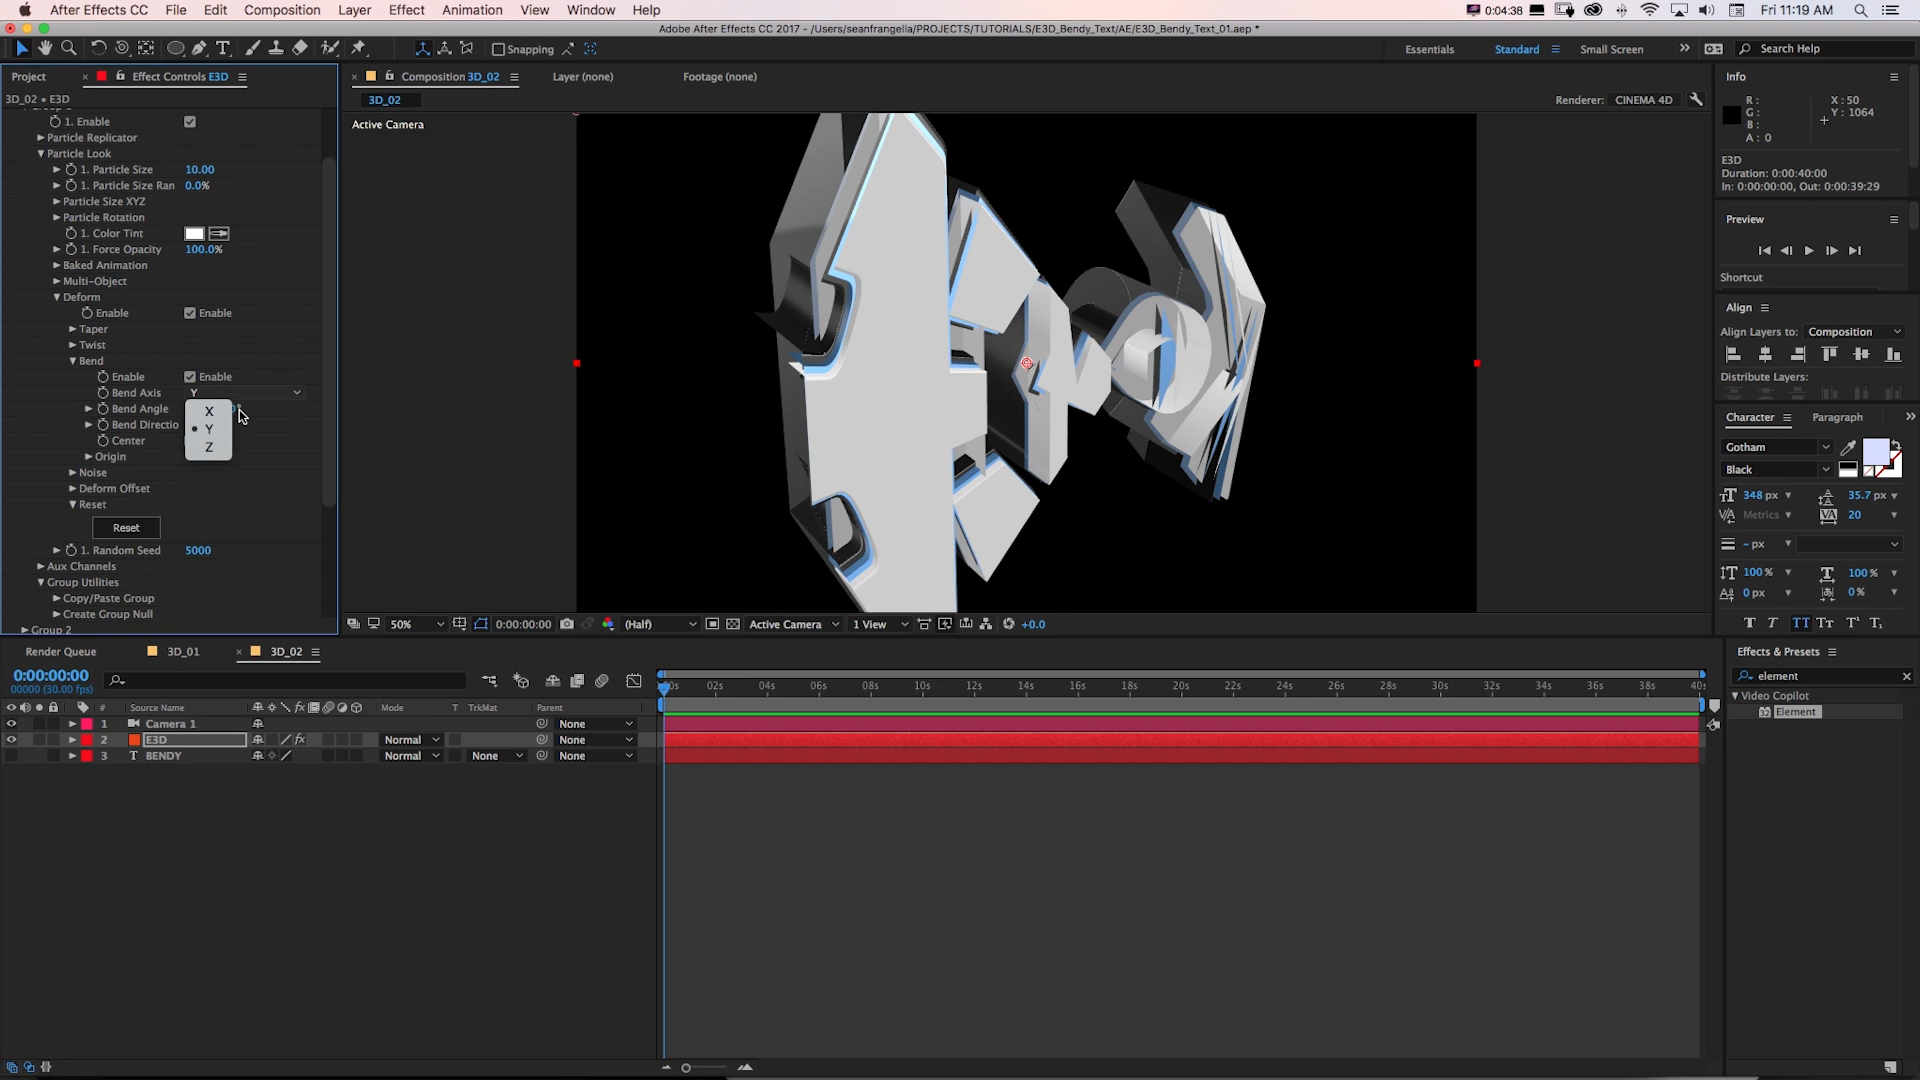 After Effects CC File Edit Composition Layer Effect Animation View Window Help 0:04:38 Fri 11:19 AM
Adobe After Effects CC 2017 - /Users/seanfrangella/PROJECTS/TUTORIALS/E3D_Bendy_Text/AE/E3D_Bendy_Text_01.aep *
Snapping Essentials Standard Small Screen Search Help
Project Effect Controls E3D Composition 3D_02 Layer (none) Footage (none) Info
3D_02 • E3D
3D_02 Renderer: CINEMA 4D
Active Camera
R: X: 50
G: Y: 1064
B:
A: 0
E3D
Duration: 0:00:40:00
In: 0:00:00:00, Out: 0:00:39:29
1. Enable
Particle Replicator
Particle Look
1. Particle Size 10.00
1. Particle Size Ran 0.0%
Particle Size XYZ
Particle Rotation
1. Color Tint
1. Force Opacity 100.0%
Baked Animation
Multi-Object
Deform
Enable Enable
Taper
Twist
Bend
Enable Enable
Bend Axis Y
Bend Angle
Bend Directio
Center
Origin
X
Y
Z
Noise
Deform Offset
Reset
Reset
1. Random Seed 5000
Aux Channels
Group Utilities
Copy/Paste Group
Create Group Null
Group 2
Preview
Shortcut
Align
Align Layers to: Composition
Distribute Layers:
Character Paragraph
Gotham
Black
348 px 35.7 px
Metrics 20
- px
100 % 100 %
0 px 0 %
T T TT Tt T¹ T₁
50% 0:00:00:00 (Half) Active Camera 1 View +0.0
Render Queue 3D_01 3D_02
0:00:00:00
00000 (30.00 fps)
# Source Name Mode T TrkMat Parent
1 Camera 1 None
2 E3D Normal None
3 BENDY Normal None None
02s 04s 06s 08s 10s 12s 14s 16s 18s 20s 22s 24s 26s 28s 30s 32s 34s 36s 38s 40s
Effects & Presets
element
Video Copilot
Element